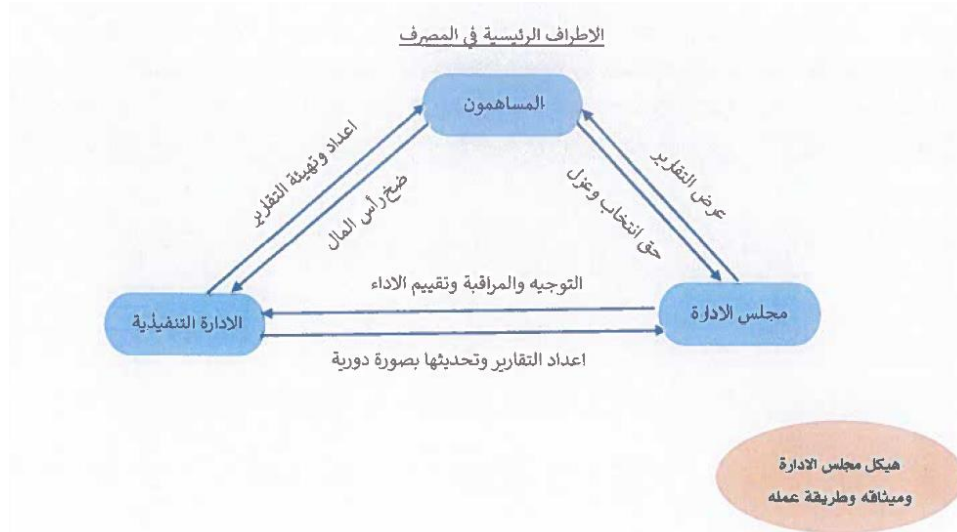 الاطراف الرئيسية في المصرف
المساهمون
اعداد وتهيئة التقارير
ضخ رأس المال
عرض التقارير
حق انتخاب وعزل
التوجيه والمراقبة وتقييم الاداء
مجلس الادارة
الادارة التنفيذية
اعداد التقارير وتحديثها بصورة دورية
هيكل مجلس الادارة
وميثاقه وطريقة عمله